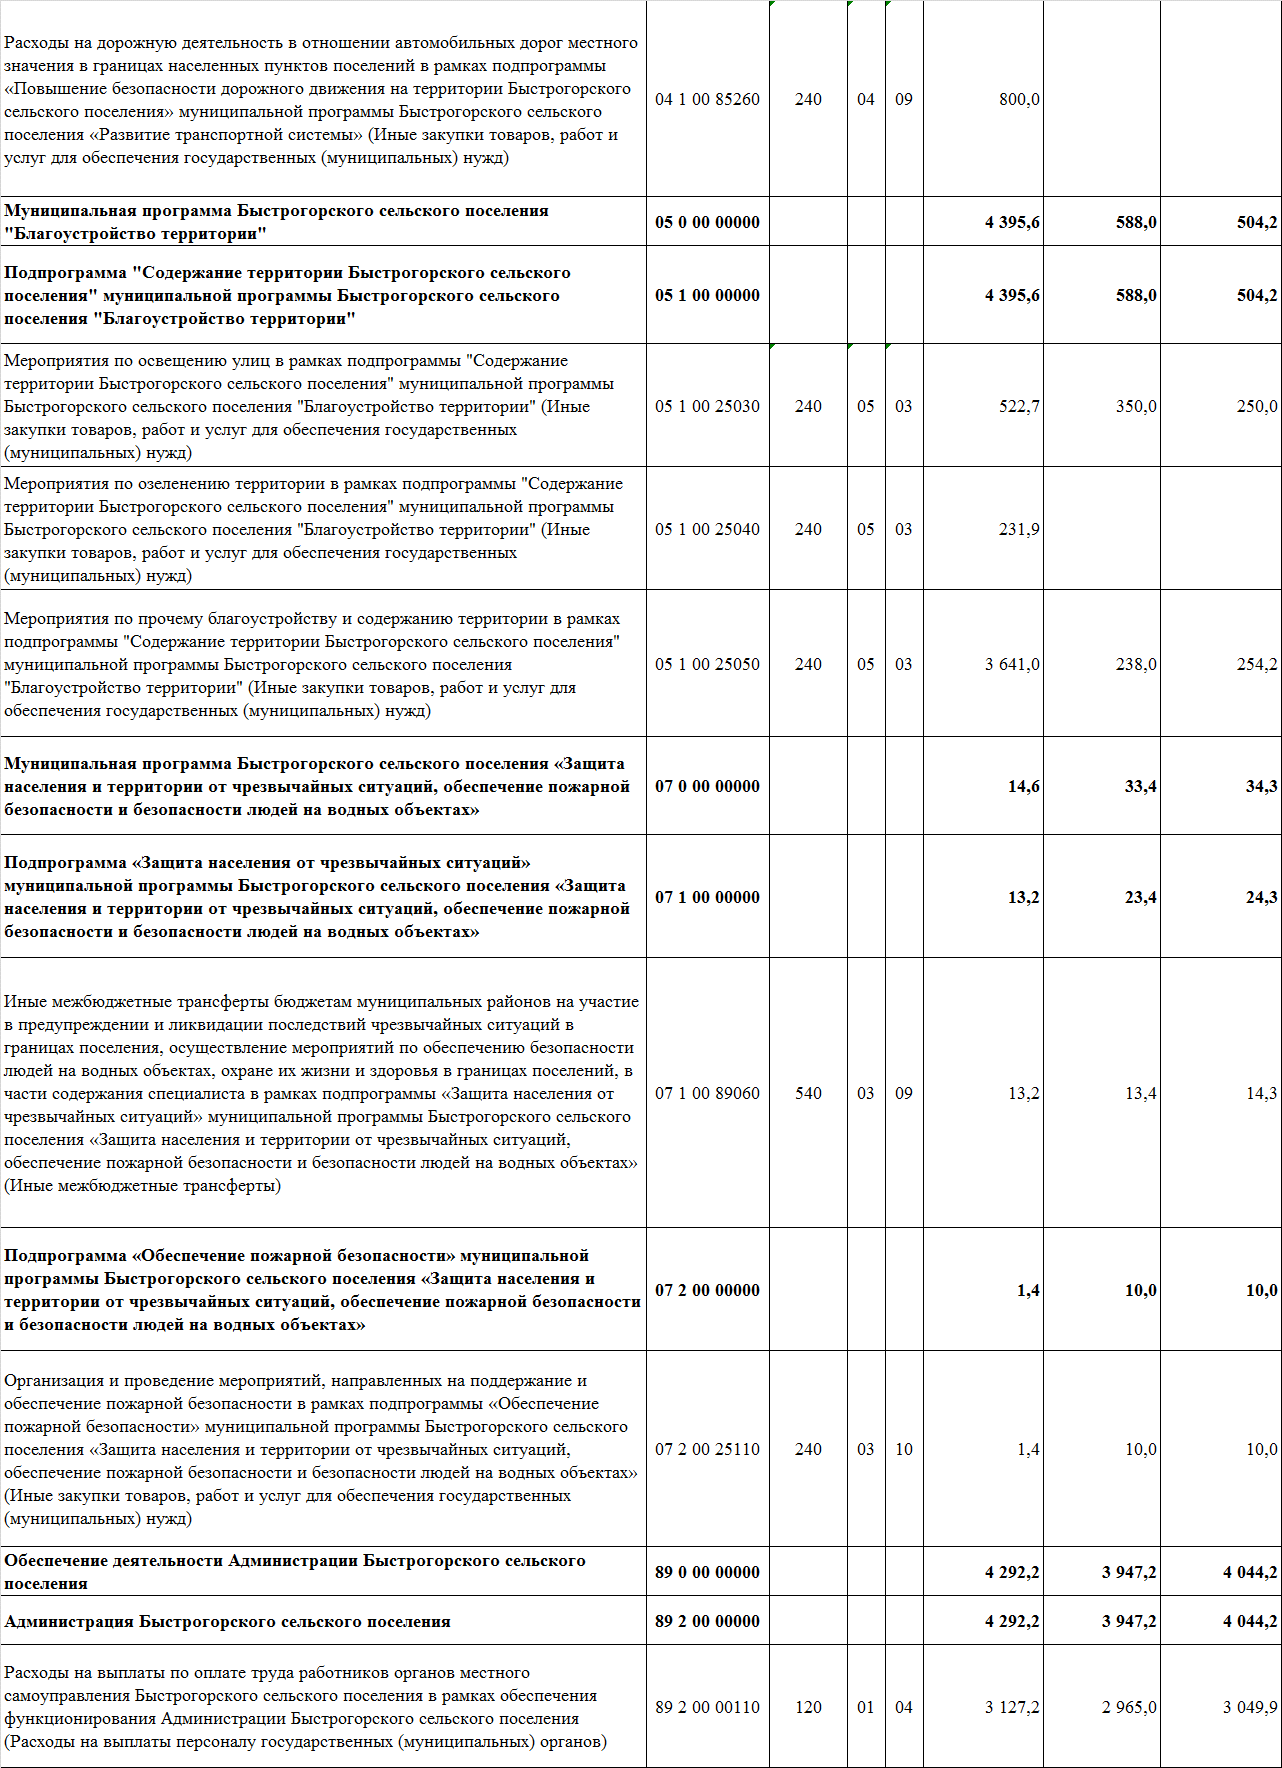 Расходы на дорожную деятельность в отношении автомобильных дорог местного
значения в границах населенных пунктов поселений в рамках подпрограммы
«Повышение безопасности дорожного движения на территории Быстрогорского
сельского поселения» муниципальной программы Быстрогорского сельского
поселения «Развитие транспортной системы» (Иные закупки товаров, работ и
услуг для обеспечения государственных (муниципальных) нужд)
04 1 00 85260 240 04 09 800,0
Муниципальная программа Быстрогорского сельского поселения
"Благоустройство территории"
05 0 00 00000 4 395,6 588,0 504,2
Подпрограмма "Содержание территории Быстрогорского сельского
поселения" муниципальной программы Быстрогорского сельского
поселения "Благоустройство территории"
05 1 00 00000 4 395,6 588,0 504,2
Мероприятия по освещению улиц в рамках подпрограммы "Содержание
территории Быстрогорского сельского поселения" муниципальной программы
Быстрогорского сельского поселения "Благоустройство территории" (Иные
закупки товаров, работ и услуг для обеспечения государственных
(муниципальных) нужд)
05 1 00 25030 240 05 03 522,7 350,0 250,0
Мероприятия по озеленению территории в рамках подпрограммы "Содержание
территории Быстрогорского сельского поселения" муниципальной программы
Быстрогорского сельского поселения "Благоустройство территории" (Иные
закупки товаров, работ и услуг для обеспечения государственных
(муниципальных) нужд)
05 1 00 25040 240 05 03 231,9
Мероприятия по прочему благоустройству и содержанию территории в рамках
подпрограммы "Содержание территории Быстрогорского сельского поселения"
муниципальной программы Быстрогорского сельского поселения
"Благоустройство территории" (Иные закупки товаров, работ и услуг для
обеспечения государственных (муниципальных) нужд)
05 1 00 25050 240 05 03 3 641,0 238,0 254,2
Муниципальная программа Быстрогорского сельского поселения «Защита
населения и территории от чрезвычайных ситуаций, обеспечение пожарной
безопасности и безопасности людей на водных объектах»
07 0 00 00000 14,6 33,4 34,3
Подпрограмма «Защита населения от чрезвычайных ситуаций»
муниципальной программы Быстрогорского сельского поселения «Защита
населения и территории от чрезвычайных ситуаций, обеспечение пожарной
безопасности и безопасности людей на водных объектах»
07 1 00 00000 13,2 23,4 24,3
Иные межбюджетные трансферты бюджетам муниципальных районов на участие
в предупреждении и ликвидации последствий чрезвычайных ситуаций в
границах поселения, осуществление мероприятий по обеспечению безопасности
людей на водных объектах, охране их жизни и здоровья в границах поселений, в
части содержания специалиста в рамках подпрограммы «Защита населения от
чрезвычайных ситуаций» муниципальной программы Быстрогорского сельского
поселения «Защита населения и территории от чрезвычайных ситуаций,
обеспечение пожарной безопасности и безопасности людей на водных объектах»
(Иные межбюджетные трансферты)
07 1 00 89060 540 03 09 13,2 13,4 14,3
Подпрограмма «Обеспечение пожарной безопасности» муниципальной
программы Быстрогорского сельского поселения «Защита населения и
территории от чрезвычайных ситуаций, обеспечение пожарной безопасности
и безопасности людей на водных объектах»
07 2 00 00000 1,4 10,0 10,0
Организация и проведение мероприятий, направленных на поддержание и
обеспечение пожарной безопасности в рамках подпрограммы «Обеспечение
пожарной безопасности» муниципальной программы Быстрогорского сельского
поселения «Защита населения и территории от чрезвычайных ситуаций,
обеспечение пожарной безопасности и безопасности людей на водных объектах»
(Иные закупки товаров, работ и услуг для обеспечения государственных
(муниципальных) нужд)
07 2 00 25110 240 03 10 1,4 10,0 10,0
Обеспечение деятельности Администрации Быстрогорского сельского
поселения
89 0 00 00000 4 292,2 3 947,2 4 044,2
Администрация Быстрогорского сельского поселения
89 2 00 00000 4 292,2 3 947,2 4 044,2
Расходы на выплаты по оплате труда работников органов местного
самоуправления Быстрогорского сельского поселения в рамках обеспечения
функционирования Администрации Быстрогорского сельского поселения
(Расходы на выплаты персоналу государственных (муниципальных) органов)
89 2 00 00110 120 01 04 3 127,2 2 965,0 3 049,9